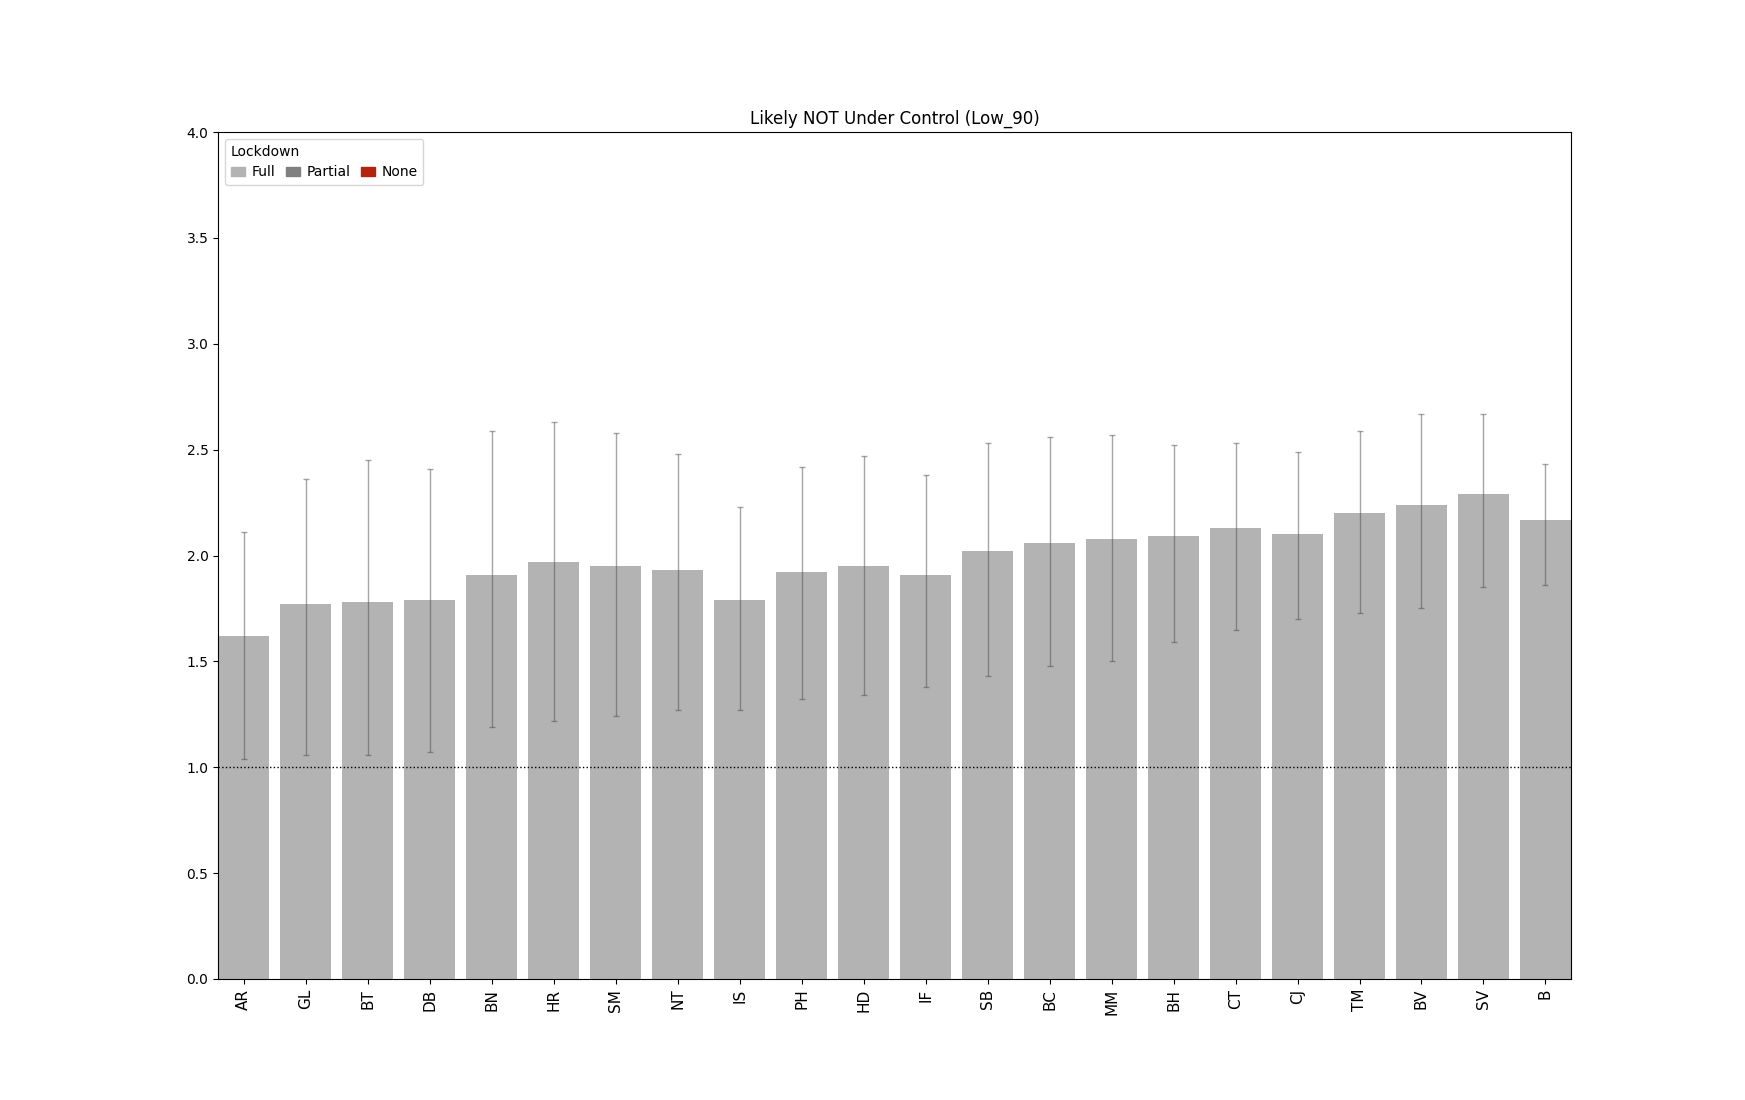 Likely NOT Under Control (Low_90)
Lockdown
Full Partial None
4.0
3.5
3.0
2.5
2.0
1.5
1.0
0.5
0.0
AR GL BT DB BN HR SM NT IS PH HD IF SB BC MM BH CT CJ TM BV SV B